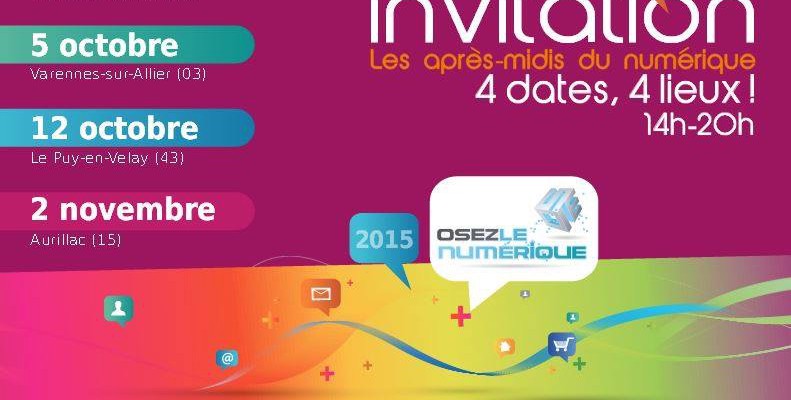 5 octobre
Varennes-sur-Allier (03)
12 octobre
Le Puy-en-Velay (43)
2 novembre
Aurillac (15)
Invitation
Les après-midis du numérique
4 dates, 4 lieux !
14h-20h
2015
OSEZ LE
NUMÉRIQUE
@